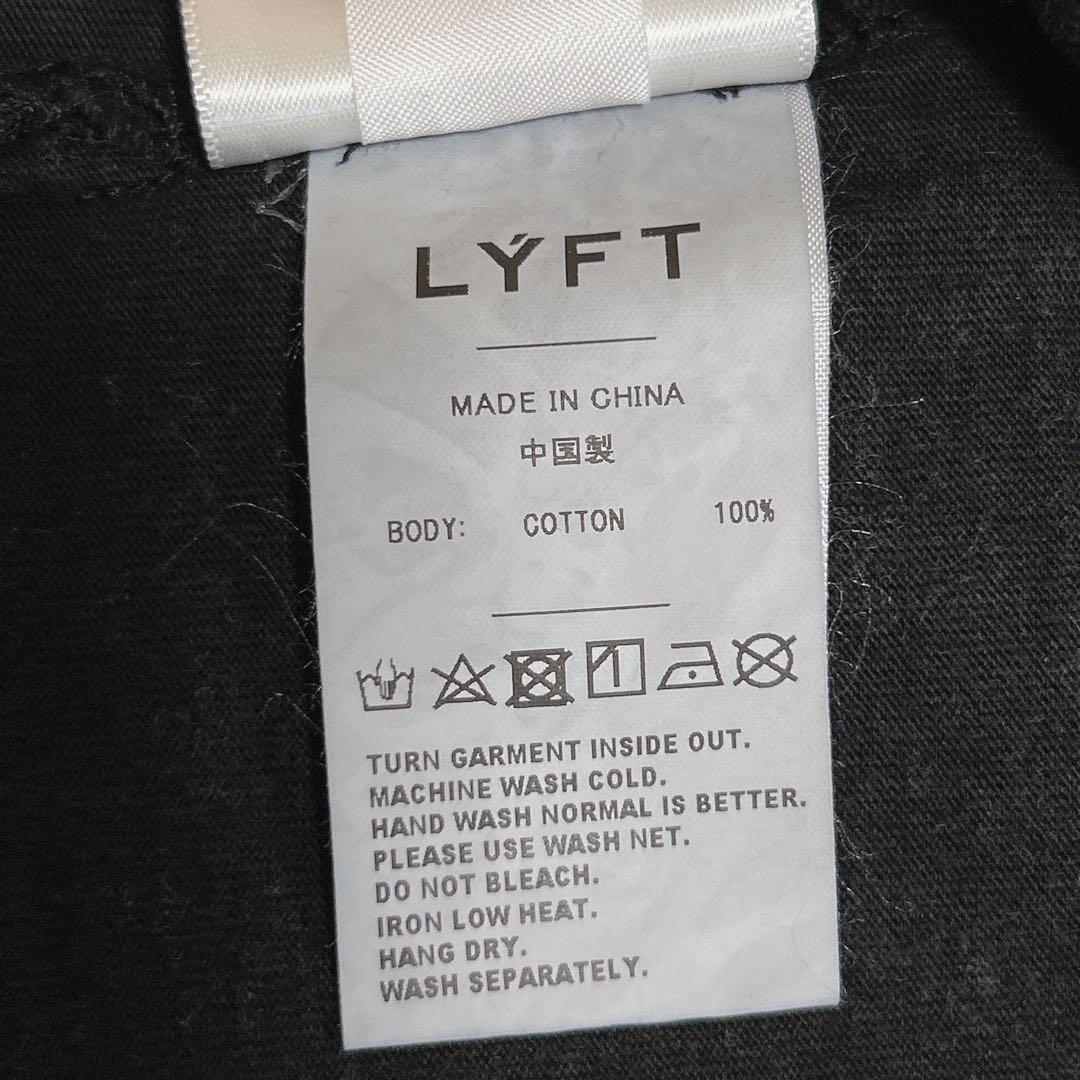 LÝFT
MADE IN CHINA
中国製
BODY: COTTON 100%
TURN GARMENT INSIDE OUT.
MACHINE WASH COLD.
HAND WASH NORMAL IS BETTER.
PLEASE USE WASH NET.
DO NOT BLEACH.
IRON LOW HEAT.
HANG DRY.
WASH SEPARATELY.